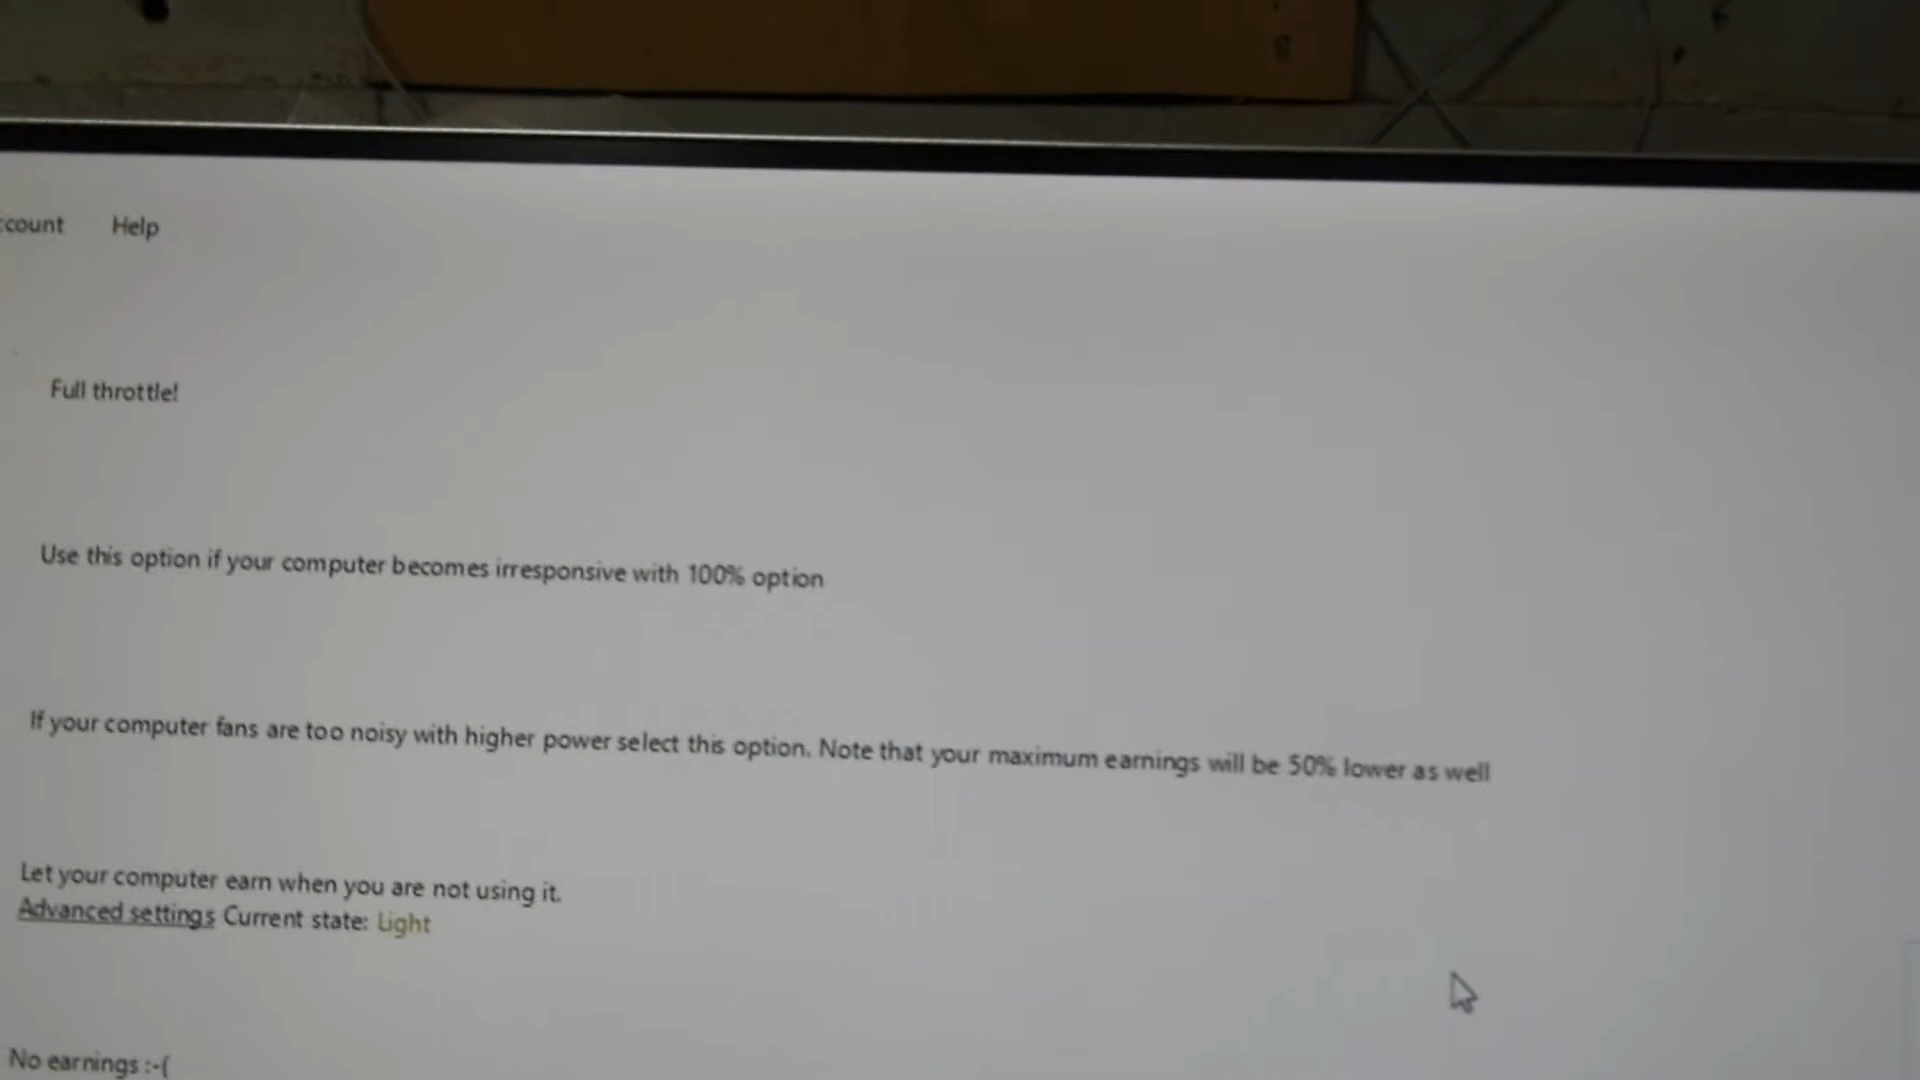 ccount Help
Full throttle!
Use this option if your computer becomes irresponsive with 100% option
If your computer fans are too noisy with higher power select this option. Note that your maximum earnings will be 50% lower as well
Let your computer earn when you are not using it.
Advanced settings Current state: Light
No earnings :-(